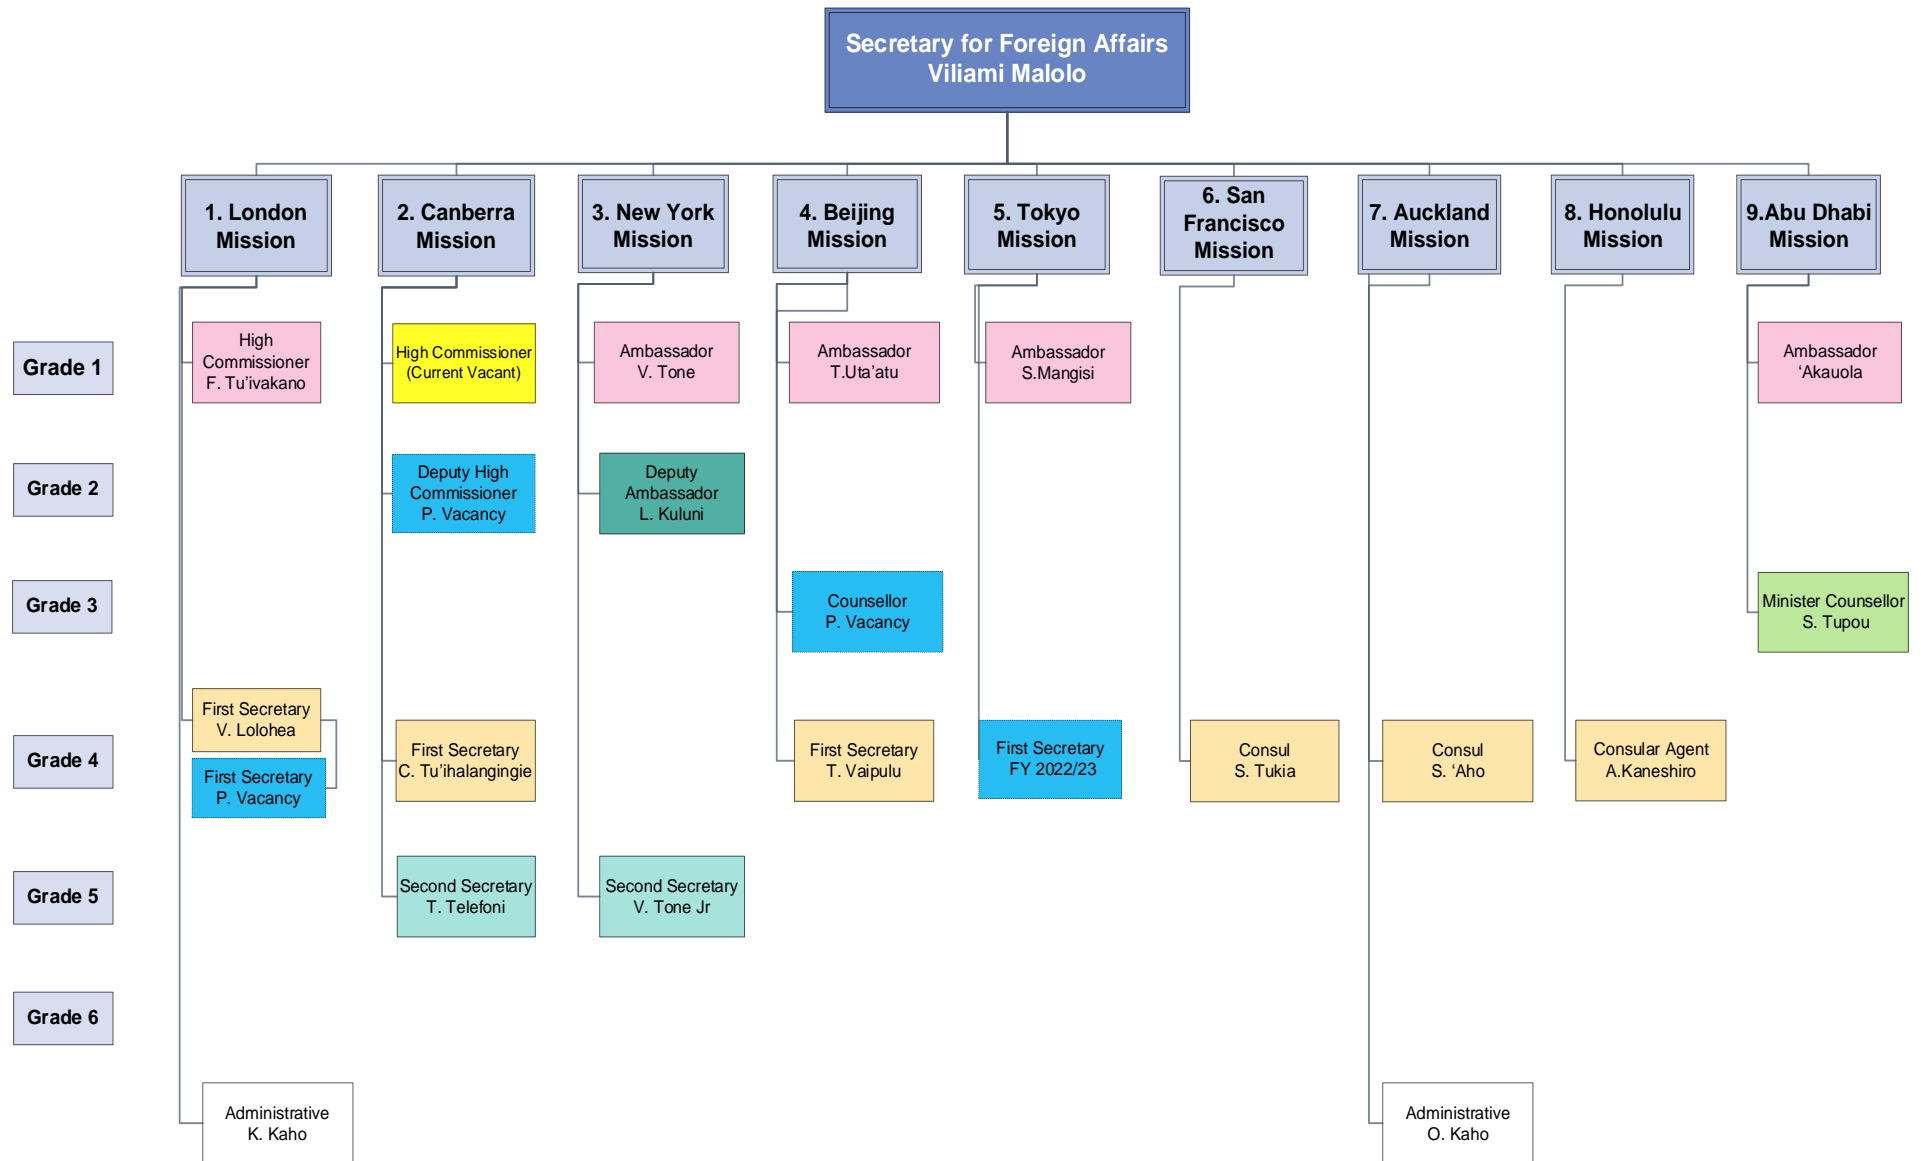 Secretary for Foreign Affairs
Viliami Malolo
1. London
Mission
2. Canberra
Mission
3. New York
Mission
4. Beijing
Mission
5. Tokyo
Mission
6. San
Francisco
Mission
7. Auckland
Mission
8. Honolulu
Mission
9.Abu Dhabi
Mission
Grade 1
High
Commissioner
F. Tu’ivakano
High Commissioner
(Current Vacant)
Ambassador
V. Tone
Ambassador
T.Uta’atu
Ambassador
S.Mangisi
Ambassador
‘Akauola
Grade 2
Deputy High
Commissioner
P. Vacancy
Deputy
Ambassador
L. Kuluni
Grade 3
Counsellor
P. Vacancy
Minister Counsellor
S. Tupou
Grade 4
First Secretary
V. Lolohea
First Secretary
P. Vacancy
First Secretary
C. Tu’ihalangingie
First Secretary
T. Vaipulu
First Secretary
FY 2022/23
Consul
S. Tukia
Consul
S. ‘Aho
Consular Agent
A.Kaneshiro
Grade 5
Second Secretary
T. Telefoni
Second Secretary
V. Tone Jr
Grade 6
Administrative
K. Kaho
Administrative
O. Kaho